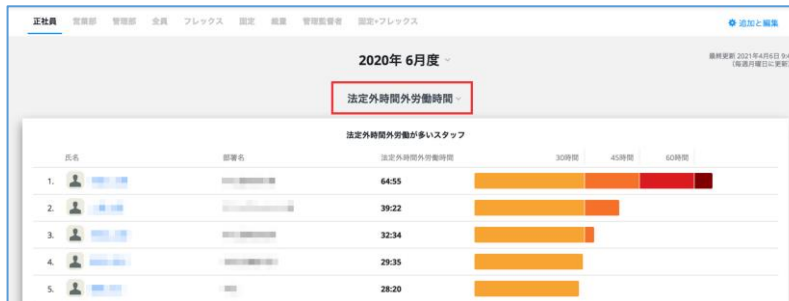 正社員 営業部 管理部 全員 フレックス 固定 裁量 管理監督者 固定+フレックス 追加と編集
2020年 6月度
最終更新 2021年4月6日 9:4
(毎週月曜日に更新)
法定外時間外労働時間
法定外時間外労働が多いスタッフ
氏名 部署名 法定外時間外労働時間 30時間 45時間 60時間
1. 64:55
2. 39:22
3. 32:34
4. 29:35
5. 28:20